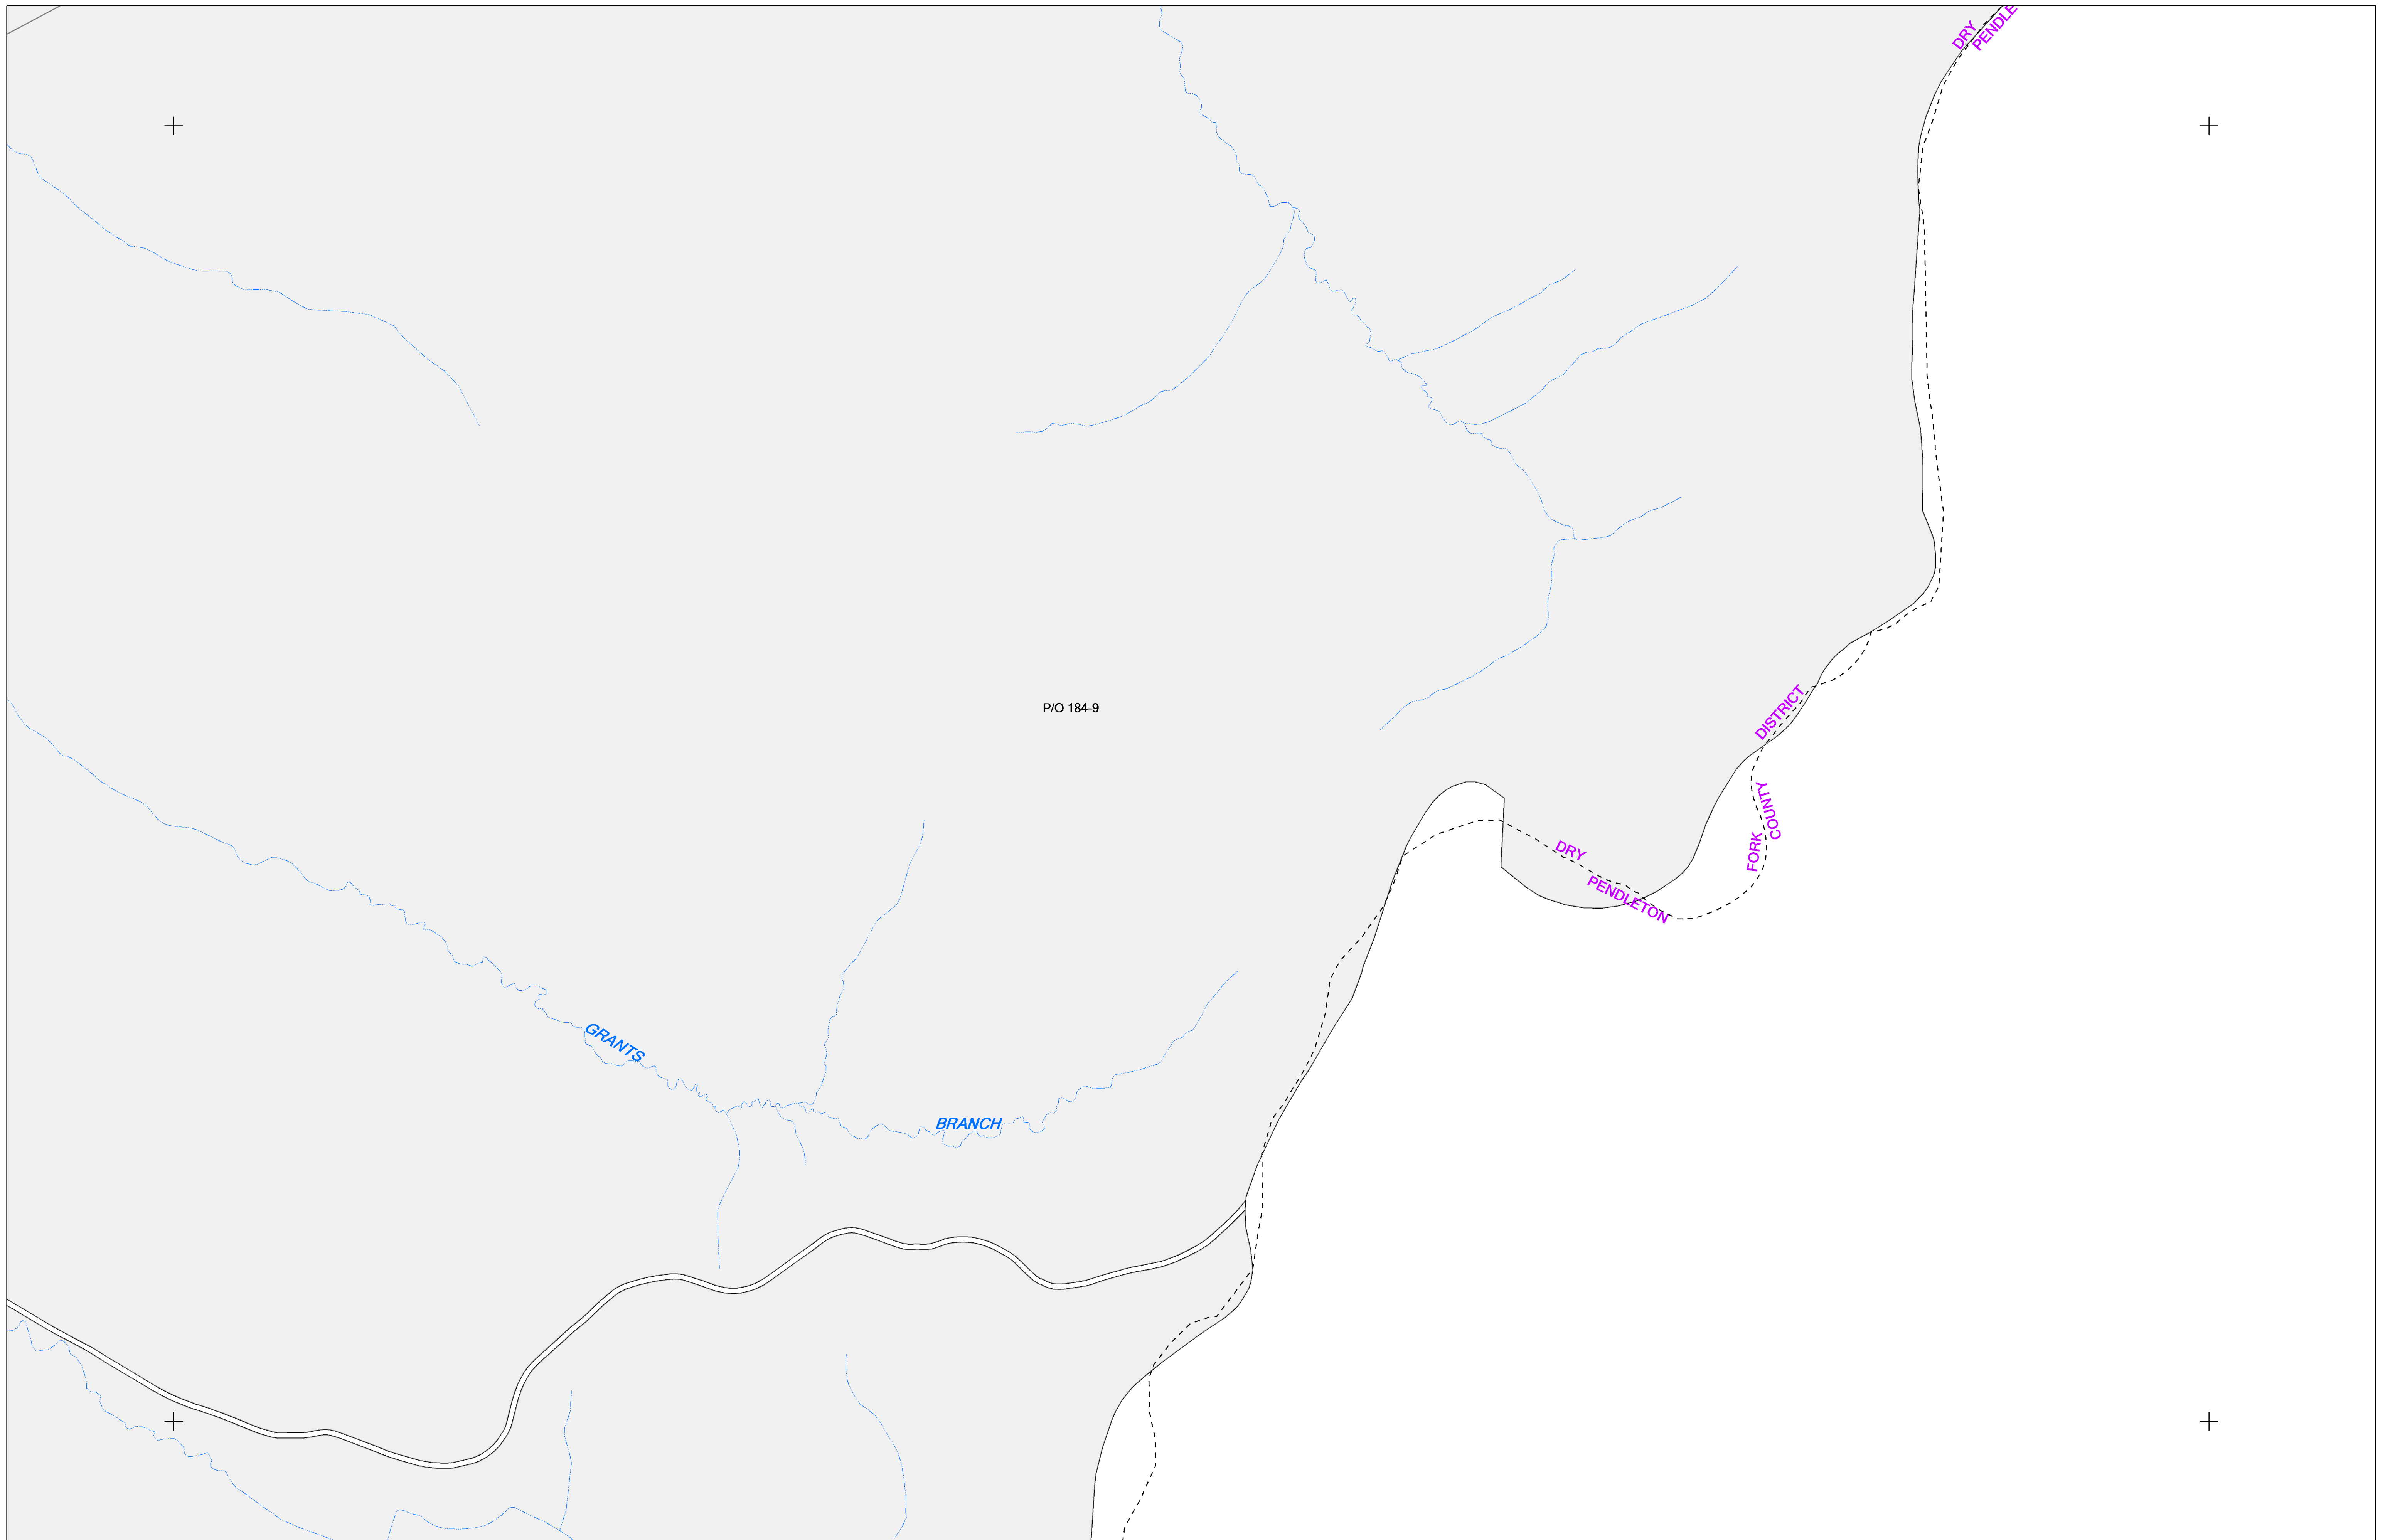 DRY
PENDLE
P/O 184-9
DISTRICT
COUNTY
FORK
DRY
PENDLETON
GRANTS
BRANCH